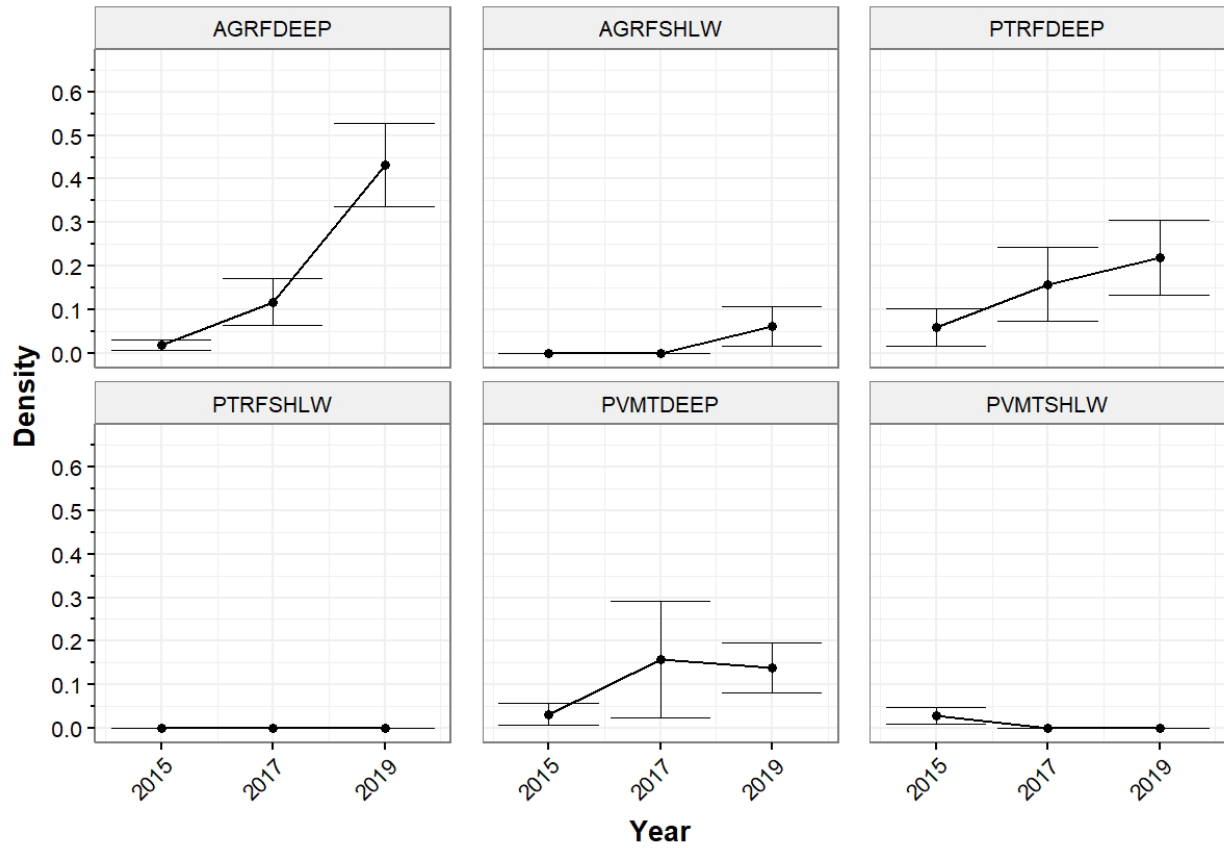 AGRFDEEP AGRFSHLW PTRFDEEP
0.6
0.5
0.4
0.3
0.2
0.1
0.0
Density
PTRFSHLW PVMTDEEP PVMTSHLW
0.6
0.5
0.4
0.3
0.2
0.1
0.0
2015 2017 2019 2015 2017 2019 2015 2017 2019
Year